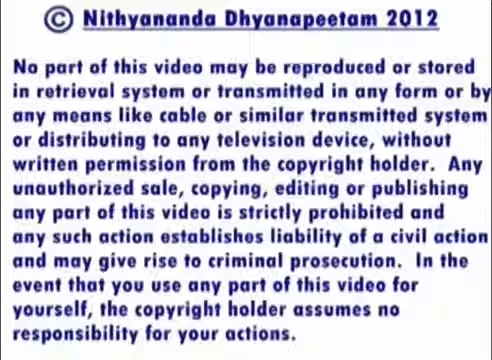 © Nithyananda Dhyanapeetam 2012
No part of this video may be reproduced or stored
in retrieval system or transmitted in any form or by
any means like cable or similar transmitted system
or distributing to any television device, without
written permission from the copyright holder. Any
unauthorized sale, copying, editing or publishing
any part of this video is strictly prohibited and
any such action establishes liability of a civil action
and may give rise to criminal prosecution. In the
event that you use any part of this video for
yourself, the copyright holder assumes no
responsibility for your actions.